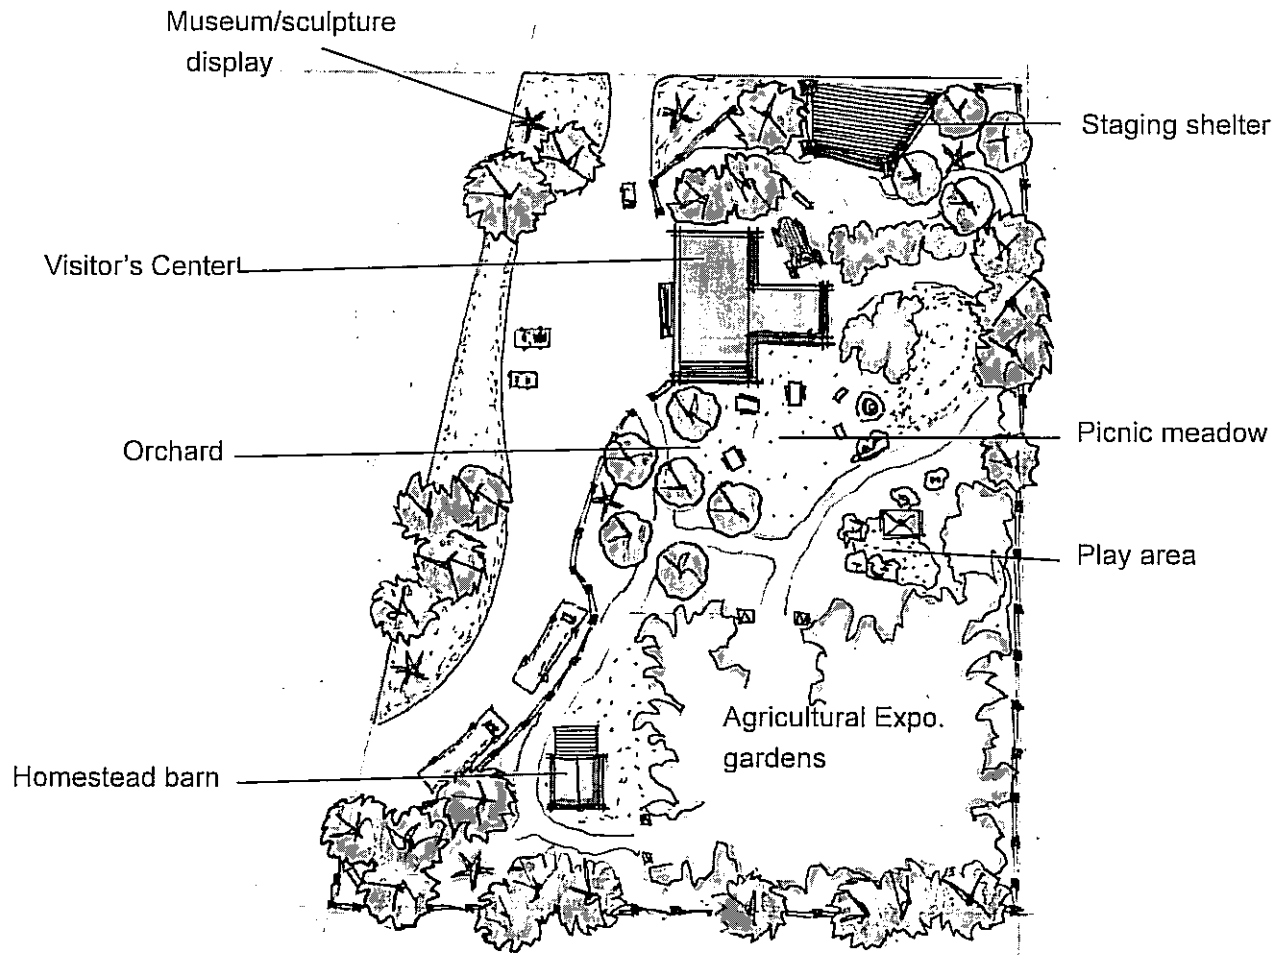 Museum/sculpture
display
Staging shelter
Visitor's Center
Orchard
Picnic meadow
Play area
Agricultural Expo.
gardens
Homestead barn